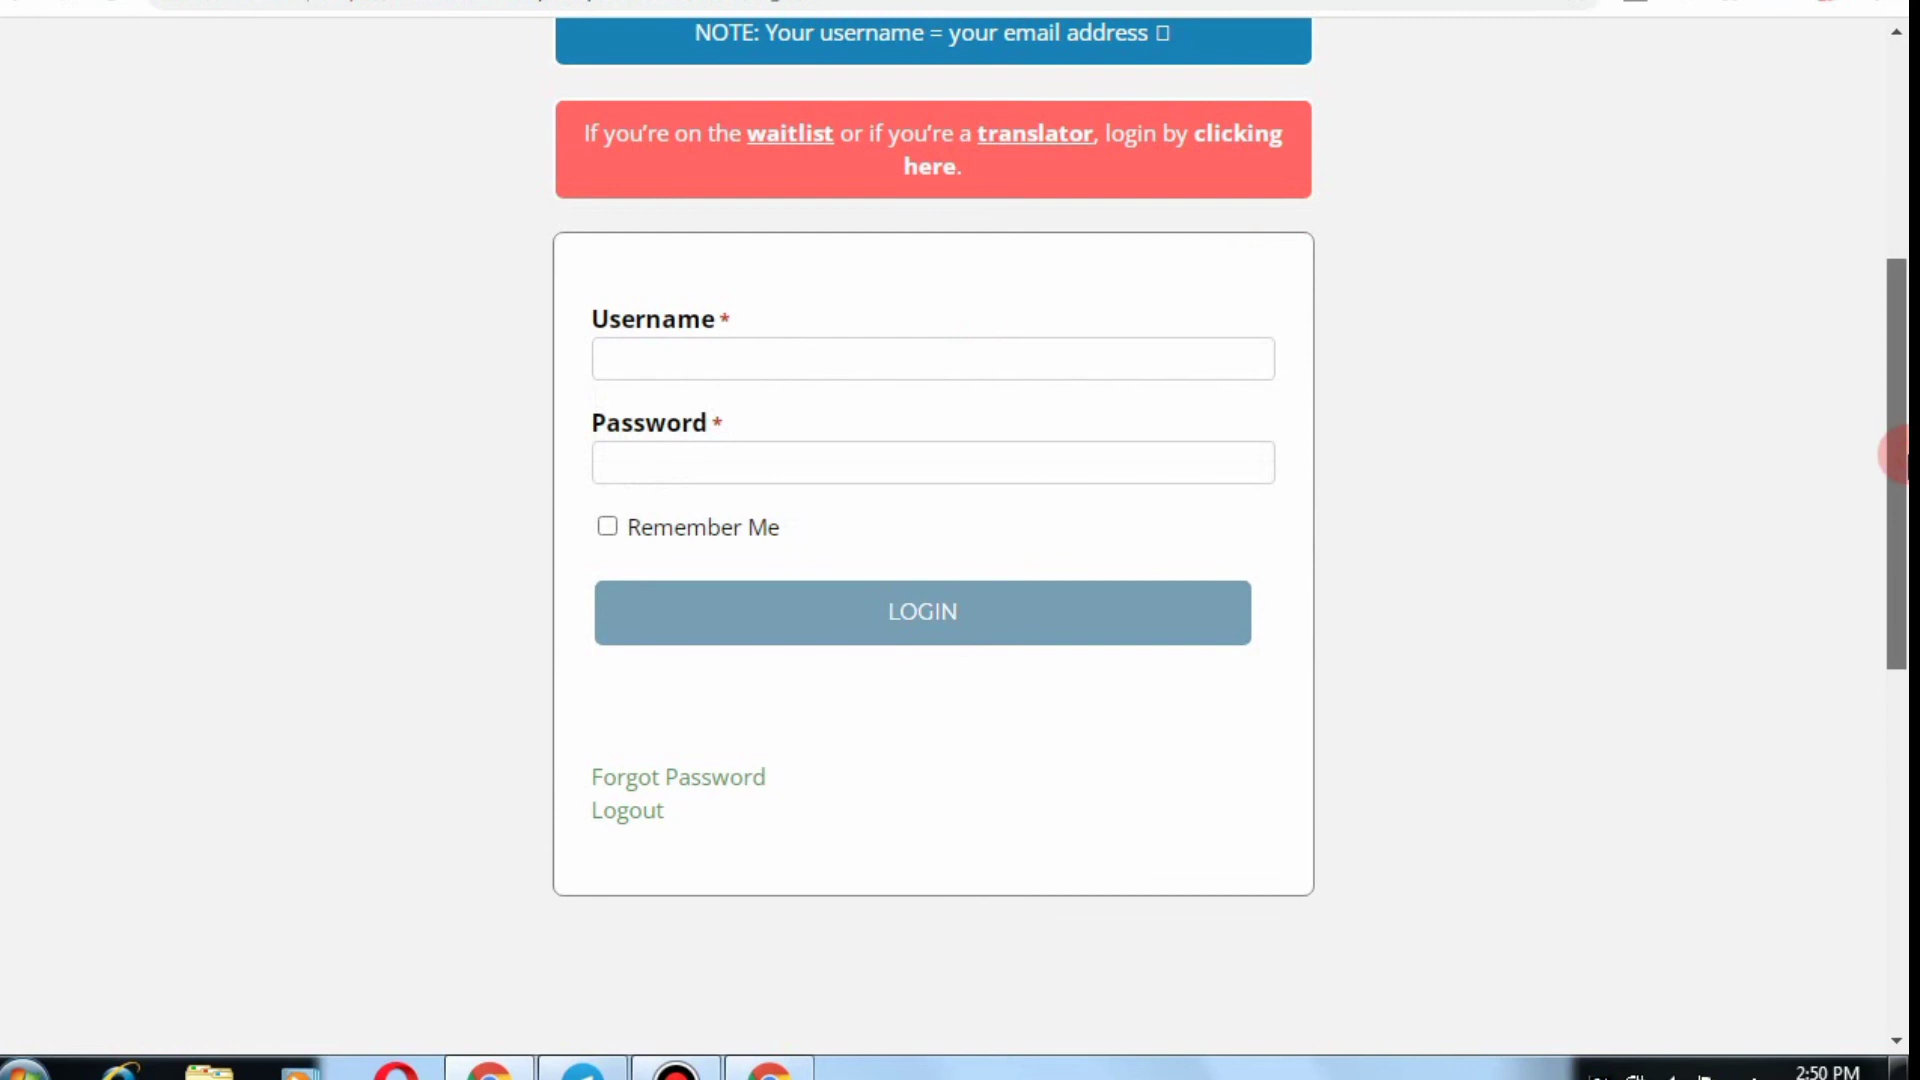 NOTE: Your username = your email address
If you’re on the waitlist or if you’re a translator, login by clicking
here.
Username *
Password *
Remember Me
LOGIN
Forgot Password
Logout
2:50 PM